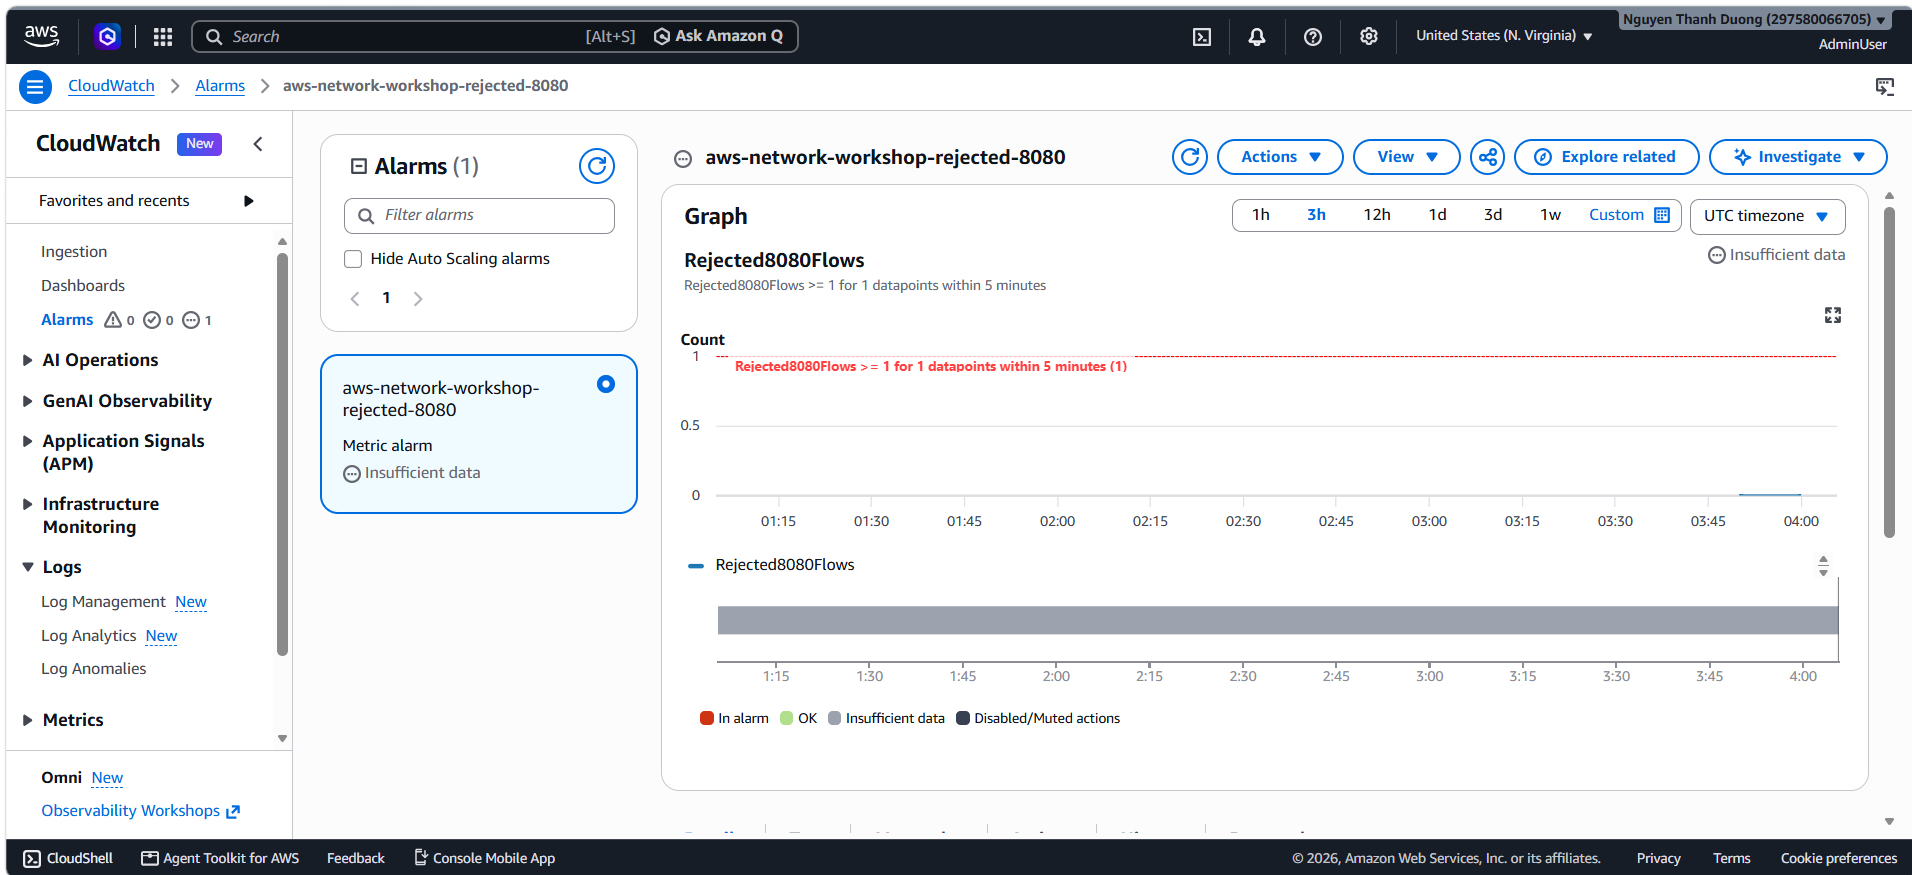 aws
Search [Alt+S] Ask Amazon Q
United States (N. Virginia)
Nguyen Thanh Duong (297580066705)
AdminUser
CloudWatch > Alarms > aws-network-workshop-rejected-8080
CloudWatch New
Favorites and recents
Ingestion
Dashboards
Alarms 0 0 1
AI Operations
GenAI Observability
Application Signals
(APM)
Infrastructure
Monitoring
Logs
Log Management New
Log Analytics New
Log Anomalies
Metrics
Omni New
Observability Workshops
Alarms (1)
Filter alarms
Hide Auto Scaling alarms
1
aws-network-workshop-
rejected-8080
Metric alarm
Insufficient data
aws-network-workshop-rejected-8080
Actions View Explore related Investigate
Graph
1h 3h 12h 1d 3d 1w Custom UTC timezone
Insufficient data
Rejected8080Flows
Rejected8080Flows >= 1 for 1 datapoints within 5 minutes
Count
1
Rejected8080Flows >= 1 for 1 datapoints within 5 minutes (1)
0.5
0
01:15 01:30 01:45 02:00 02:15 02:30 02:45 03:00 03:15 03:30 03:45 04:00
Rejected8080Flows
1:15 1:30 1:45 2:00 2:15 2:30 2:45 3:00 3:15 3:30 3:45 4:00
In alarm OK Insufficient data Disabled/Muted actions
CloudShell Agent Toolkit for AWS Feedback Console Mobile App
© 2026, Amazon Web Services, Inc. or its affiliates. Privacy Terms Cookie preferences